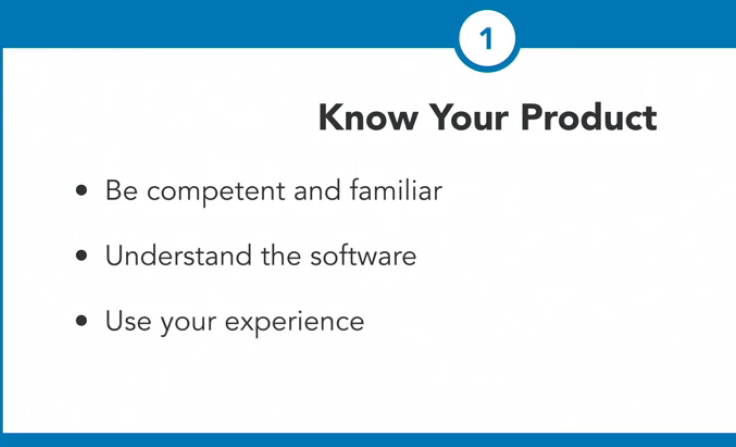 1
Know Your Product
• Be competent and familiar
• Understand the software
• Use your experience